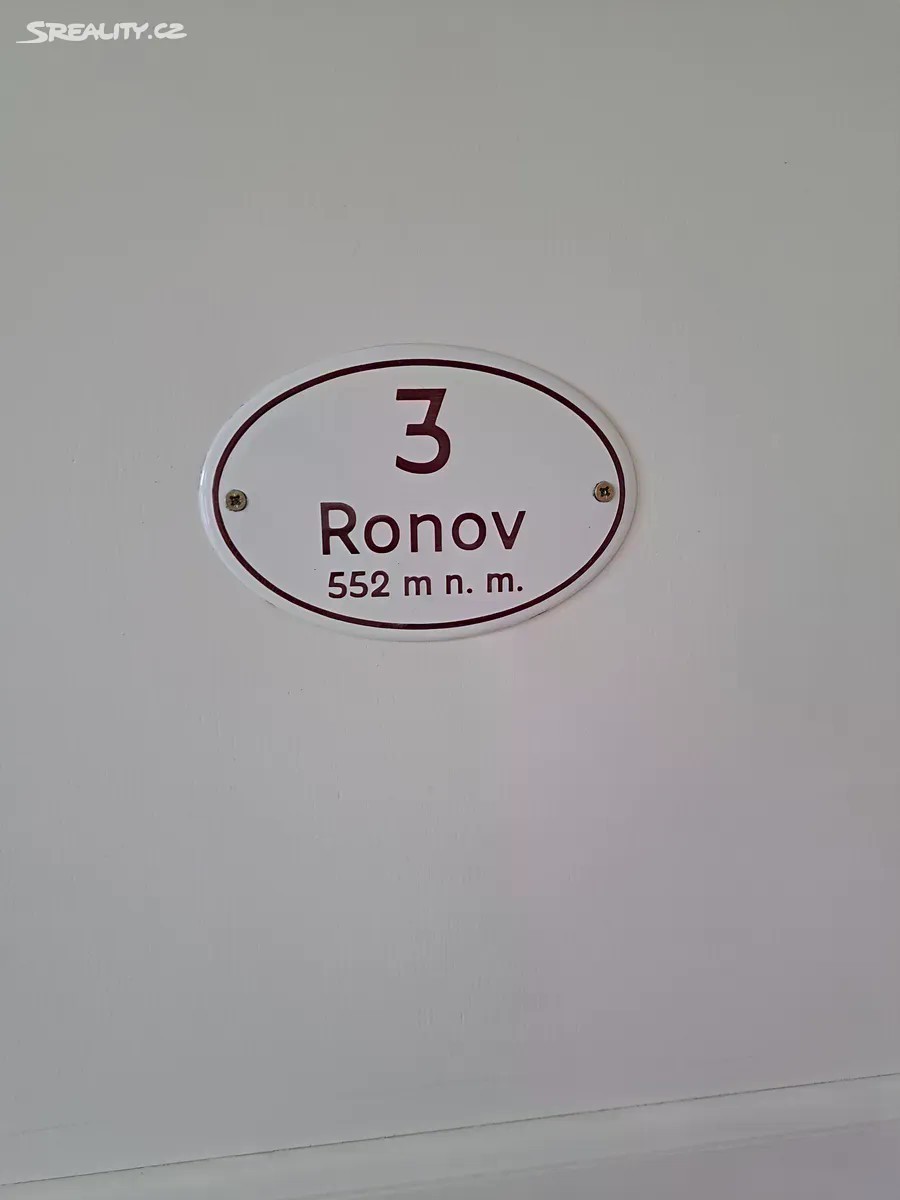 SREALITY.CZ
3
Ronov
552 m n. m.